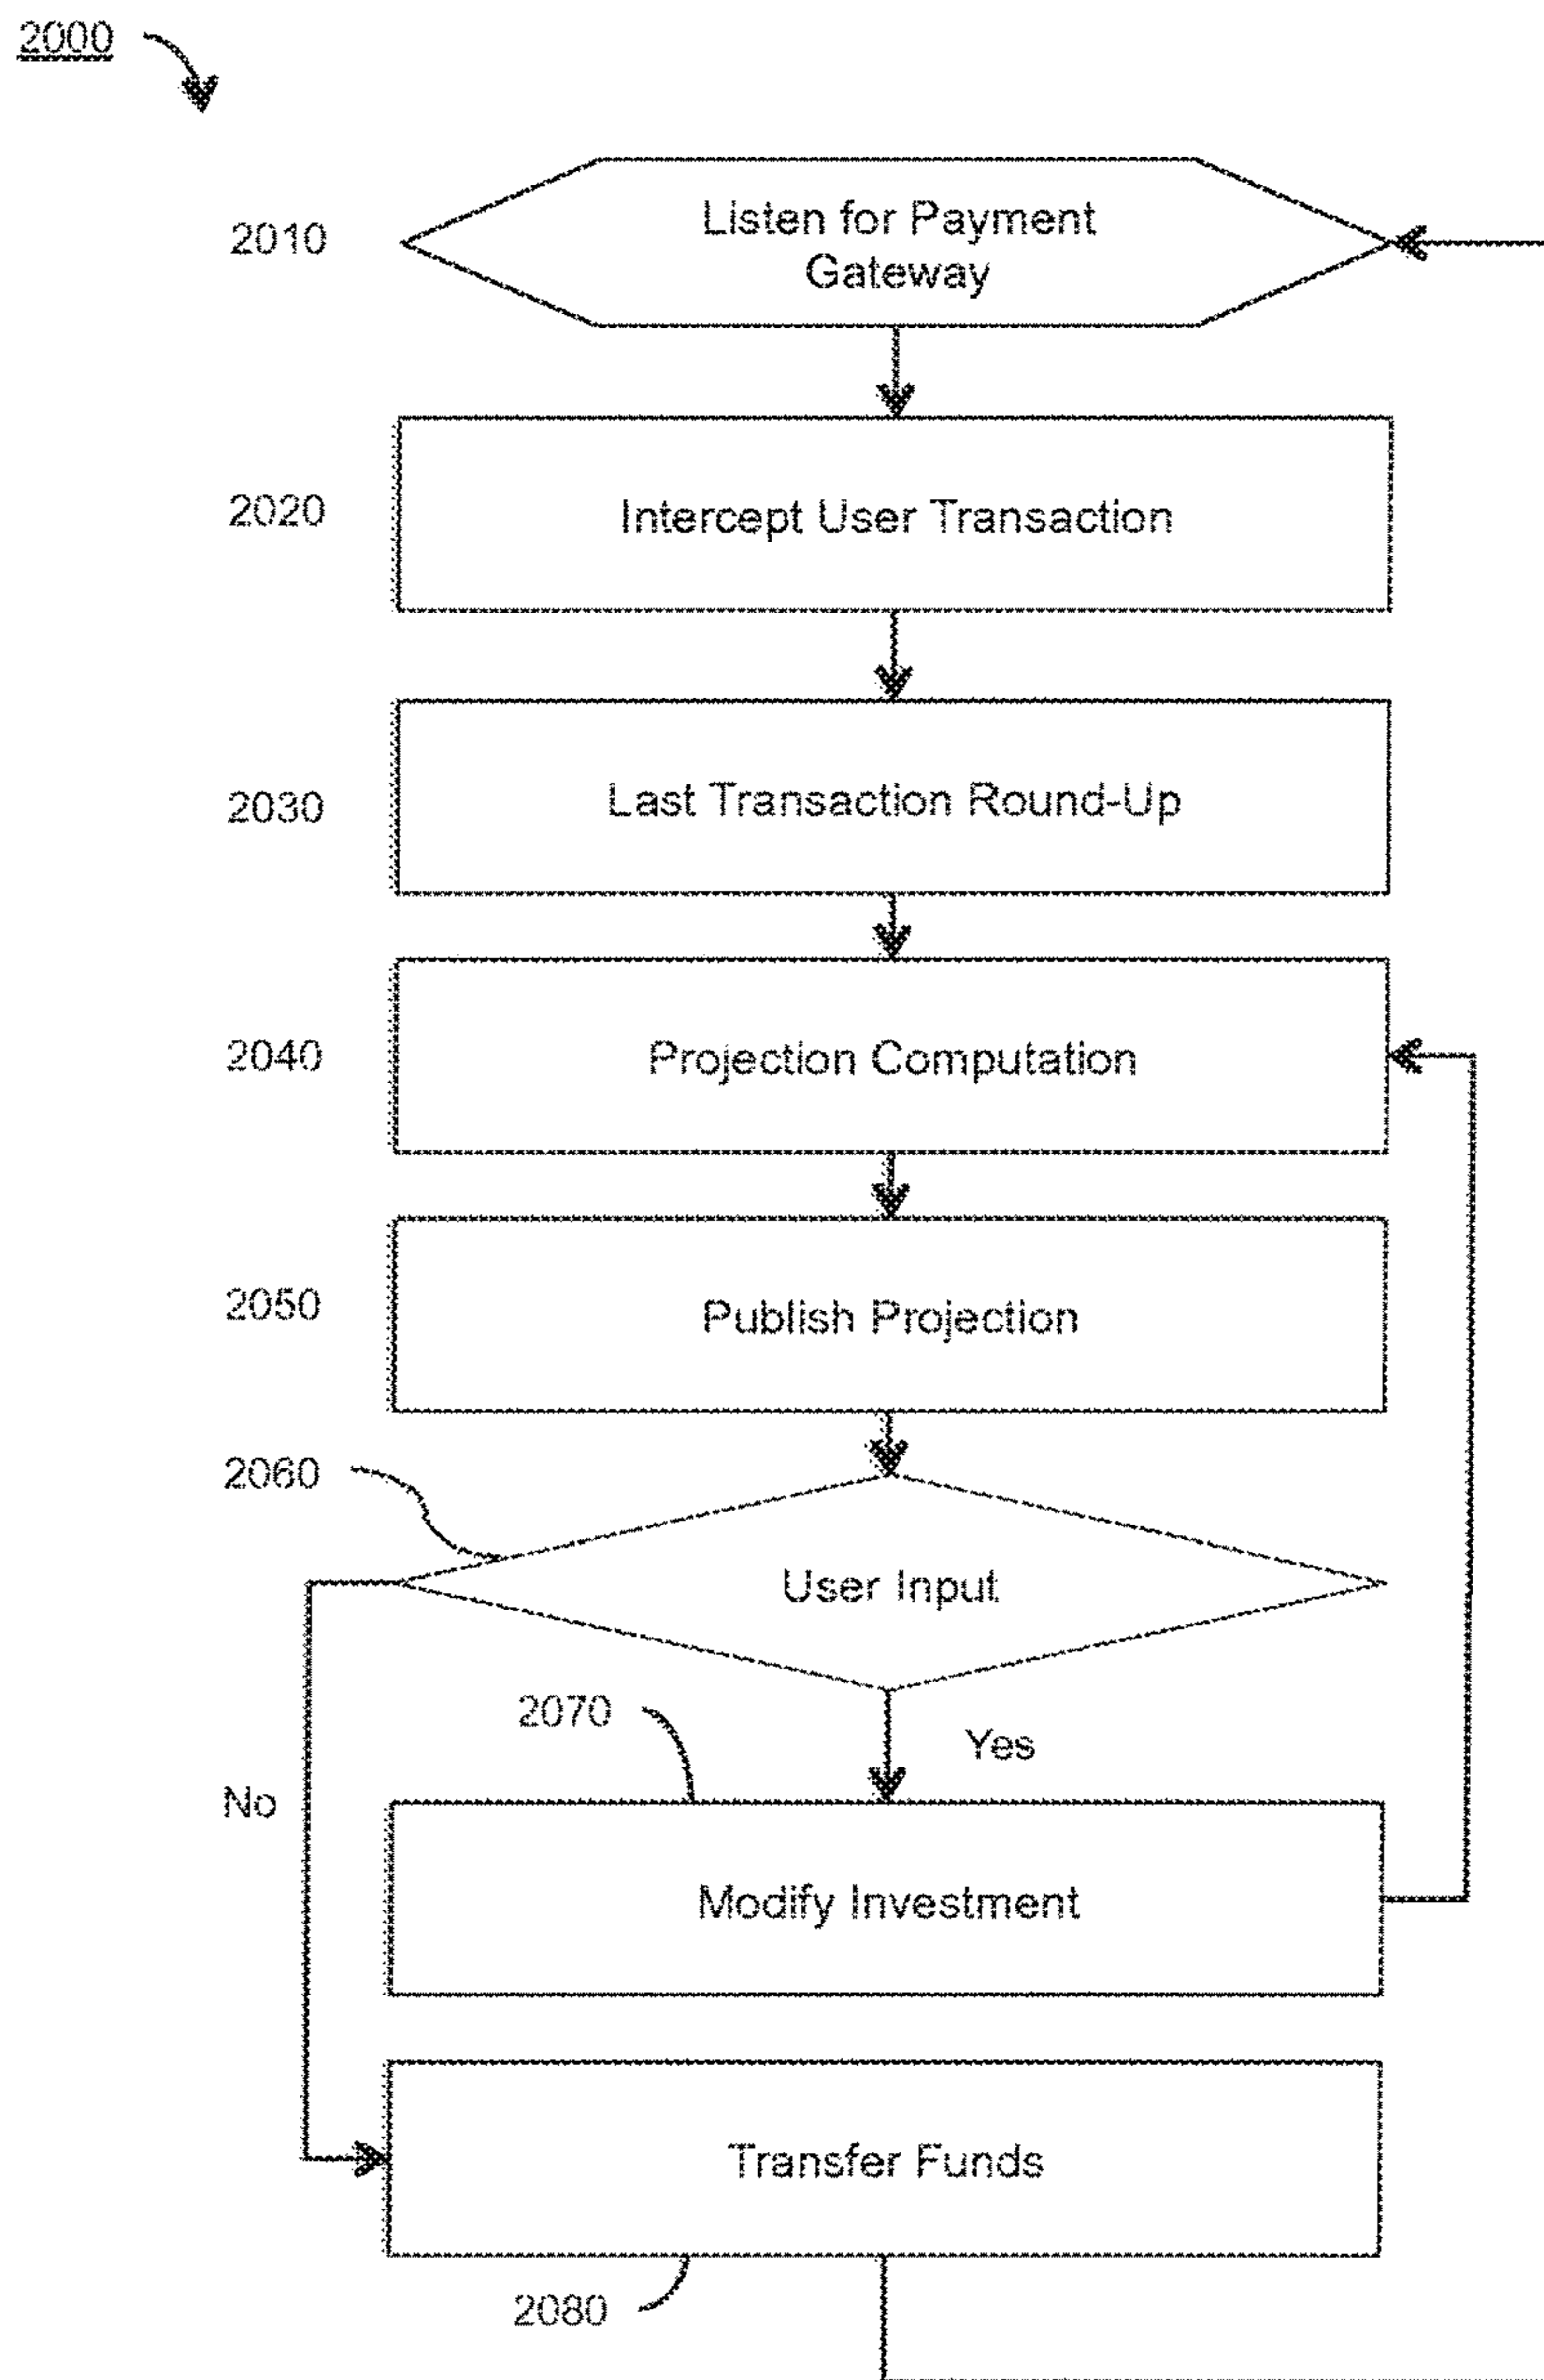 2000
2010
Listen for Payment
Gateway
2020
Intercept User Transaction
2030
Last Transaction Round-Up
2040
Projection Computation
2050
Publish Projection
2060
User Input
2070
Yes
No
Modify Investment
Transfer Funds
2080